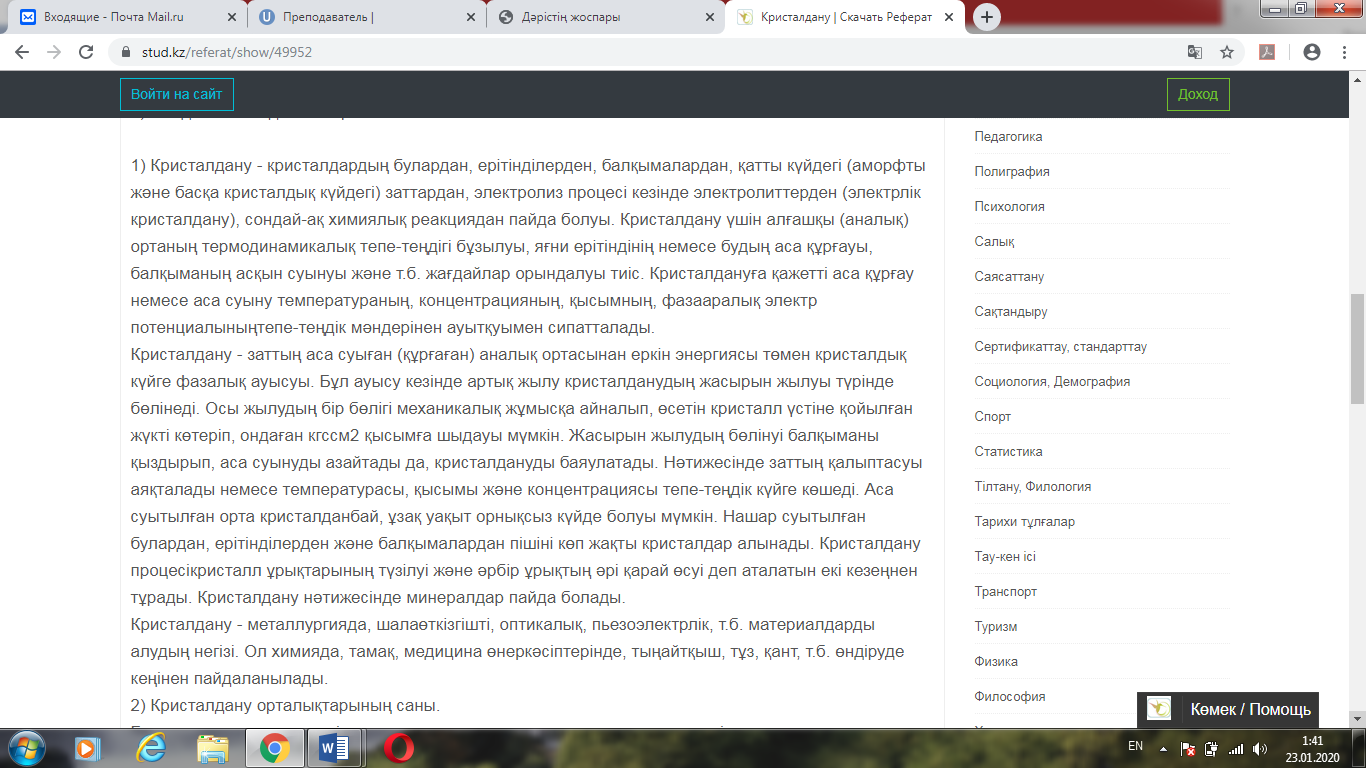 Входящие - Почта Mail.ru
Преподаватель |
Дәрістің жоспары
Кристалдану | Скачать Реферат
stud.kz/referat/show/49952
Войти на сайт
Доход
1) Кристалдану - кристалдардың булардан, ерітінділерден, балқымалардан, қатты күйдегі (аморфты
және басқа кристалдық күйдегі) заттардан, электролиз процесі кезінде электролиттерден (электрлік
кристалдану), сондай-ақ химиялық реакциядан пайда болуы. Кристалдану үшін алғашқы (аналық)
ортаның термодинамикалық тепе-теңдігі бұзылуы, яғни ерітіндінің немесе будың аса құрғауы,
балқыманың асқын суынуы және т.б. жағдайлар орындалуы тиіс. Кристалдануға қажетті аса құрғау
немесе аса суыну температураның, концентрацияның, қысымның, фазааралық электр
потенциалыныңтепе-теңдік мәндерінен ауытқуымен сипатталады.
Кристалдану - заттың аса суыған (құрғаған) аналық ортасынан еркін энергиясы төмен кристалдық
күйге фазалық ауысуы. Бұл ауысу кезінде артық жылу кристалданудың жасырын жылуы түрінде
бөлінеді. Осы жылудың бір бөлігі механикалық жұмысқа айналып, өсетін кристалл үстіне қойылған
жүкті көтеріп, ондаған кгссм2 қысымға шыдауы мүмкін. Жасырын жылудың бөлінуі балқыманы
қыздырып, аса суынуды азайтады да, кристалдануды баяулатады. Нәтижесінде заттың қалыптасуы
аяқталады немесе температурасы, қысымы және концентрациясы тепе-теңдік күйге көшеді. Аса
суытылған орта кристалданбай, ұзақ уақыт орнықсыз күйде болуы мүмкін. Нашар суытылған
булардан, ерітінділерден және балқымалардан пішіні көп жақты кристалдар алынады. Кристалдану
процесікристалл ұрықтарының түзілуі және әрбір ұрықтың әрі қарай өсуі деп аталатын екі кезеңнен
тұрады. Кристалдану нәтижесінде минералдар пайда болады.
Кристалдану - металлургияда, шалаөткізгішті, оптикалық, пьезоэлектрлік, т.б. материалдарды
алудың негізі. Ол химияда, тамақ, медицина өнеркәсіптерінде, тыңайтқыш, тұз, қант, т.б. өндіруде
кеңінен пайдаланылады.
2) Кристалдану орталықтарының саны.
Педагогика
Полиграфия
Психология
Салық
Саясаттану
Сақтандыру
Сертификаттау, стандарттау
Социология, Демография
Спорт
Статистика
Тілтану, Филология
Тарихи тұлғалар
Тау-кен ісі
Транспорт
Туризм
Физика
Философия
Көмек / Помощь
EN
1:41
23.01.2020